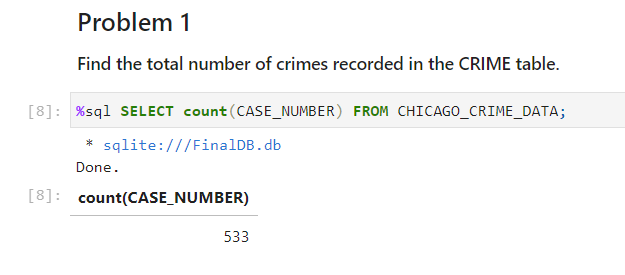 Problem 1
Find the total number of crimes recorded in the CRIME table.
[8]: %sql SELECT count(CASE_NUMBER) FROM CHICAGO_CRIME_DATA;
* sqlite:///FinalDB.db
Done.
[8]: count(CASE_NUMBER)
533